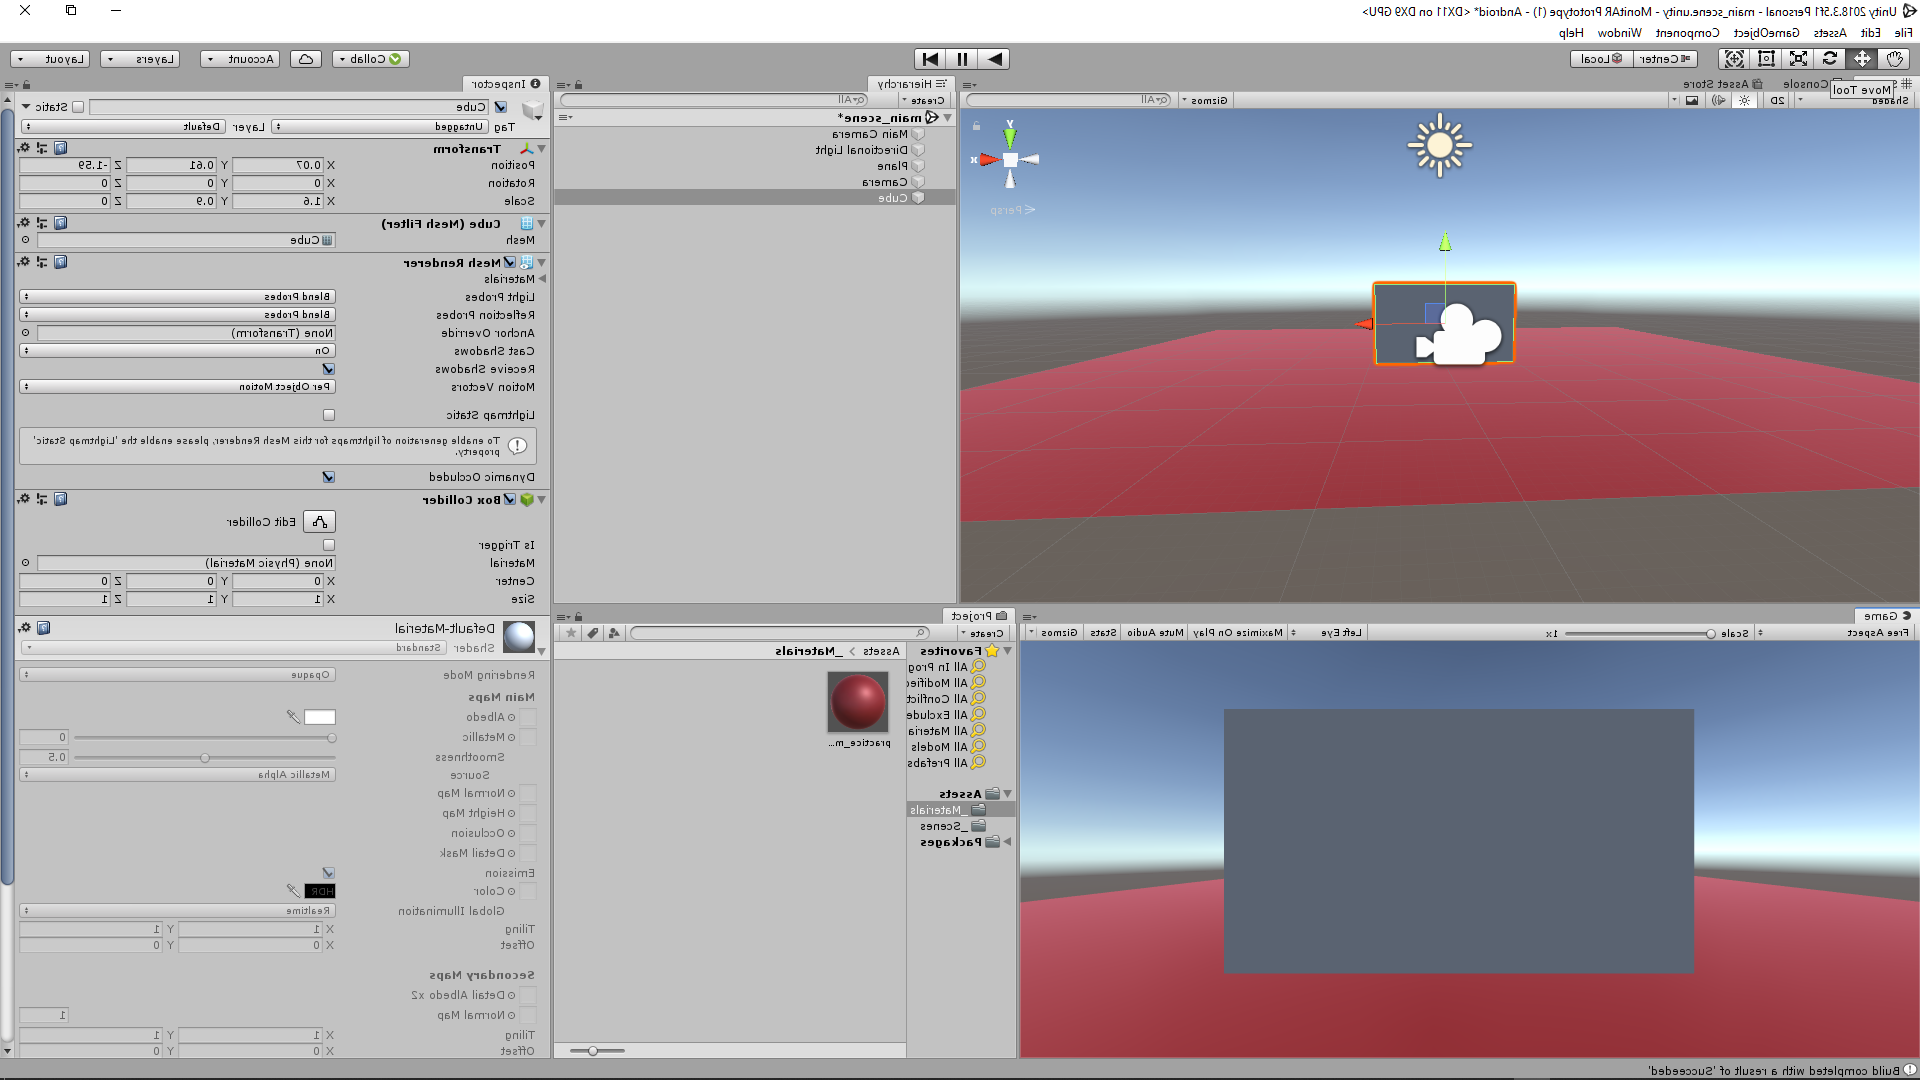 Unity 2018.3.5f1 Personal - main_scene.unity - MonitAR Prototype (1) - Android* <DX11 on DX9 GPU>
File Edit Assets GameObject Component Window Help
Center Local
Collab Account Layers Layout
Console Asset Store
Move Tool
Shaded 2D Gizmos All
Persp
y
x
Hierarchy
Create All
main_scene*
Main Camera
Directional Light
Plane
Camera
Cube
Inspector
Cube Static
Tag Untagged Layer Default
Transform
Position X 0.07 Y 0.61 Z -1.59
Rotation X 0 Y 0 Z 0
Scale X 1.6 Y 0.9 Z 0
Cube (Mesh Filter)
Mesh Cube
Mesh Renderer
Materials
Light Probes Blend Probes
Reflection Probes Blend Probes
Anchor Override None (Transform)
Cast Shadows On
Receive Shadows
Motion Vectors Per Object Motion
Lightmap Static
To enable generation of lightmaps for this Mesh Renderer, please enable the 'Lightmap Static'
property.
Dynamic Occluded
Box Collider
Edit Collider
Is Trigger
Material None (Physic Material)
Center X 0 Y 0 Z 0
Size X 1 Y 1 Z 1
Default-Material
Shader Standard
Rendering Mode Opaque
Main Maps
Albedo
Metallic 0
Smoothness 0.5
Source Metallic Alpha
Normal Map
Height Map
Occlusion
Detail Mask
Emission
Color HDR
Global Illumination Realtime
Tiling X 1 Y 1
Offset X 0 Y 0
Secondary Maps
Detail Albedo x2
Normal Map 1
Tiling X 1 Y 1
Offset X 0 Y 0
Game
Free Aspect Scale 1x Left Eye Maximize On Play Mute Audio Stats Gizmos
Project
Create
Favorites
All In Prog
All Modified
All Conflict
All Exclude
All Materia
All Models
All Prefabs
Assets
_Materials
_Scenes
Packages
Assets > _Materials
practice_m...
Build completed with a result of 'Succeeded'